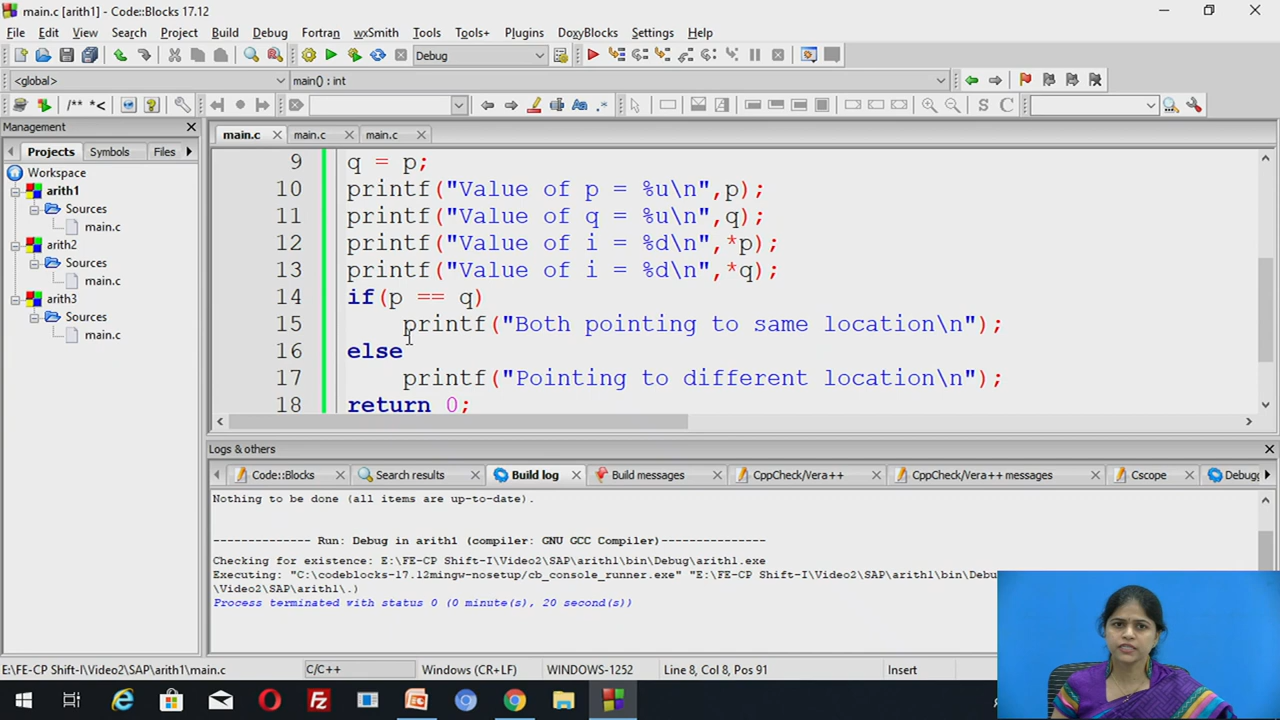 main.c [arith1] - Code::Blocks 17.12
File Edit View Search Project Build Debug Fortran wxSmith Tools Tools+ Plugins DoxyBlocks Settings Help
Debug
<global> main() : int
/** *<
S C
Management
main.c main.c main.c
Projects Symbols Files
Workspace
arith1
Sources
main.c
arith2
Sources
main.c
arith3
Sources
main.c
9 q = p;
10 printf("Value of p = %u\n",p);
11 printf("Value of q = %u\n",q);
12 printf("Value of i = %d\n",*p);
13 printf("Value of i = %d\n",*q);
14 if(p == q)
15 printf("Both pointing to same location\n");
16 else
17 printf("Pointing to different location\n");
18 return 0;
Logs & others
Code::Blocks Search results Build log Build messages CppCheck/Vera++ CppCheck/Vera++ messages Cscope Debugg
Nothing to be done (all items are up-to-date).
-------------- Run: Debug in arith1 (compiler: GNU GCC Compiler)---------------
Checking for existence: E:\FE-CP Shift-I\Video2\SAP\arith1\bin\Debug\arith1.exe
Executing: "C:\codeblocks-17.12mingw-nosetup/cb_console_runner.exe" "E:\FE-CP Shift-I\Video2\SAP\arith1\bin\Deb
\Video2\SAP\arith1\.)
Process terminated with status 0 (0 minute(s), 20 second(s))
E:\FE-CP Shift-I\Video2\SAP\arith1\main.c C/C++ Windows (CR+LF) WINDOWS-1252 Line 8, Col 8, Pos 91 Insert